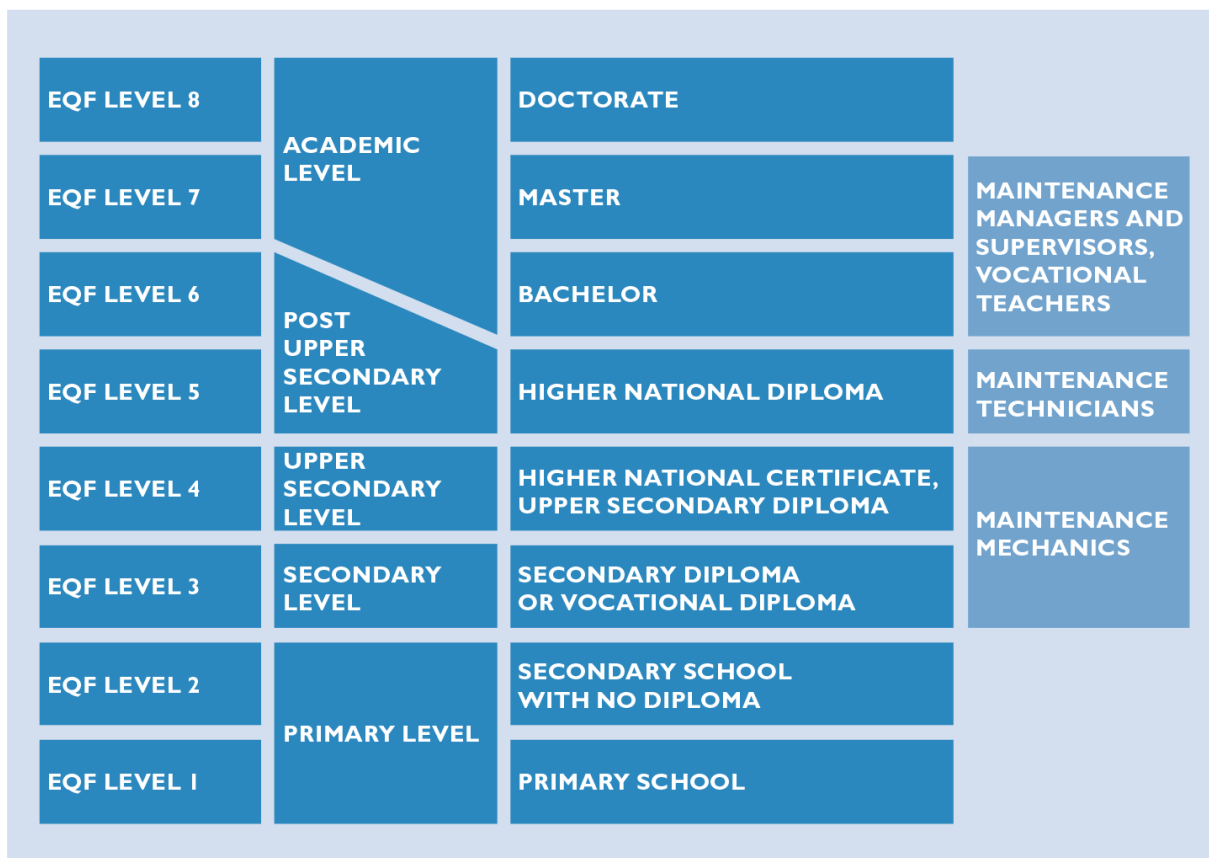 EQF LEVEL 8
ACADEMIC
LEVEL
DOCTORATE
EQF LEVEL 7
MASTER
MAINTENANCE
MANAGERS AND
SUPERVISORS,
VOCATIONAL
TEACHERS
EQF LEVEL 6
POST
UPPER
SECONDARY
LEVEL
BACHELOR
EQF LEVEL 5
HIGHER NATIONAL DIPLOMA
MAINTENANCE
TECHNICIANS
EQF LEVEL 4
UPPER
SECONDARY
LEVEL
HIGHER NATIONAL CERTIFICATE,
UPPER SECONDARY DIPLOMA
MAINTENANCE
MECHANICS
EQF LEVEL 3
SECONDARY
LEVEL
SECONDARY DIPLOMA
OR VOCATIONAL DIPLOMA
EQF LEVEL 2
PRIMARY LEVEL
SECONDARY SCHOOL
WITH NO DIPLOMA
EQF LEVEL 1
PRIMARY SCHOOL